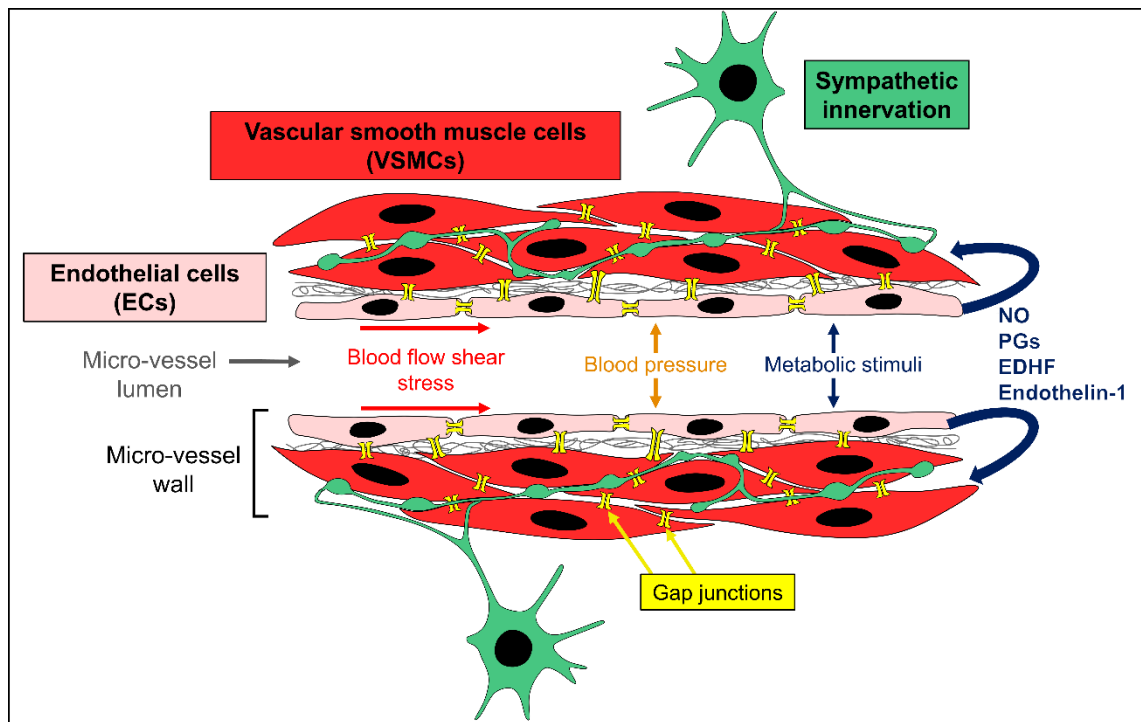 Sympathetic
innervation
Vascular smooth muscle cells
(VSMCs)
Endothelial cells
(ECs)
Micro-vessel
lumen
Blood flow shear
stress
Blood pressure
Metabolic stimuli
NO
PGs
EDHF
Endothelin-1
Micro-vessel
wall
Gap junctions